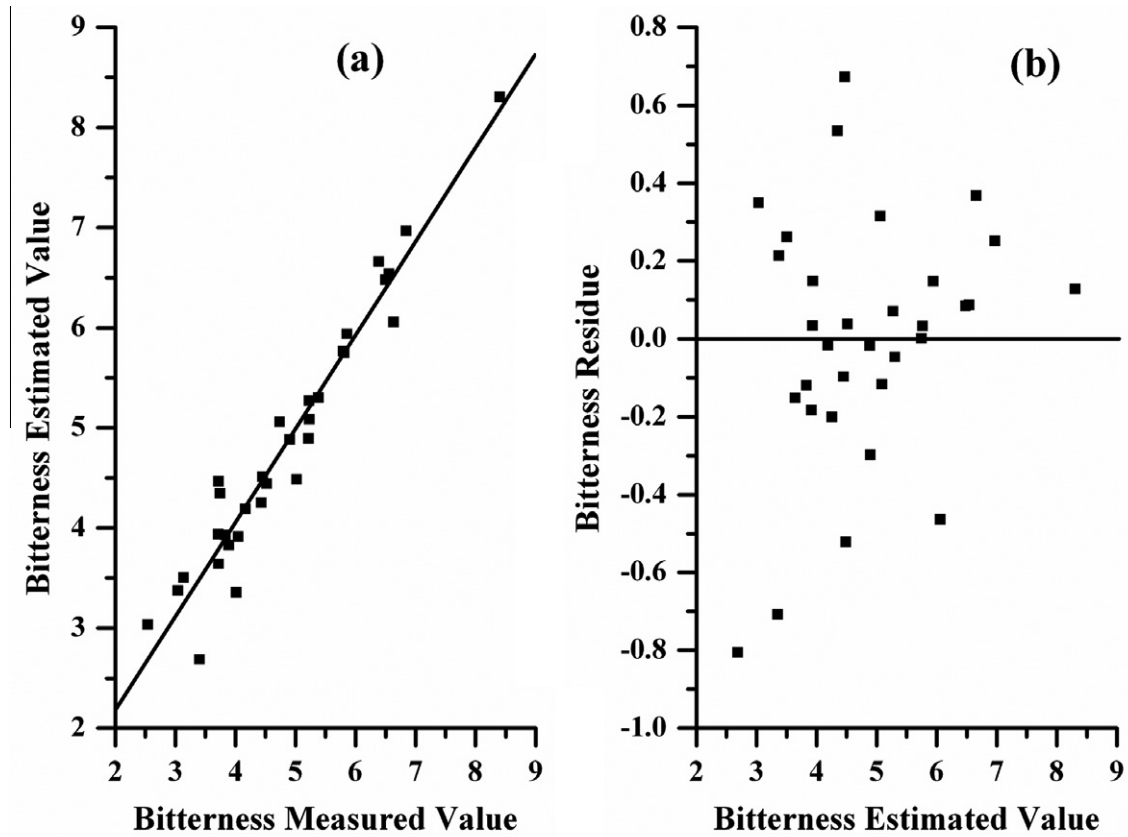 (a)
Bitterness Estimated Value
9
8
7
6
5
4
3
2
2 3 4 5 6 7 8 9
Bitterness Measured Value
(b)
Bitterness Residue
0.8
0.6
0.4
0.2
0.0
-0.2
-0.4
-0.6
-0.8
-1.0
2 3 4 5 6 7 8 9
Bitterness Estimated Value